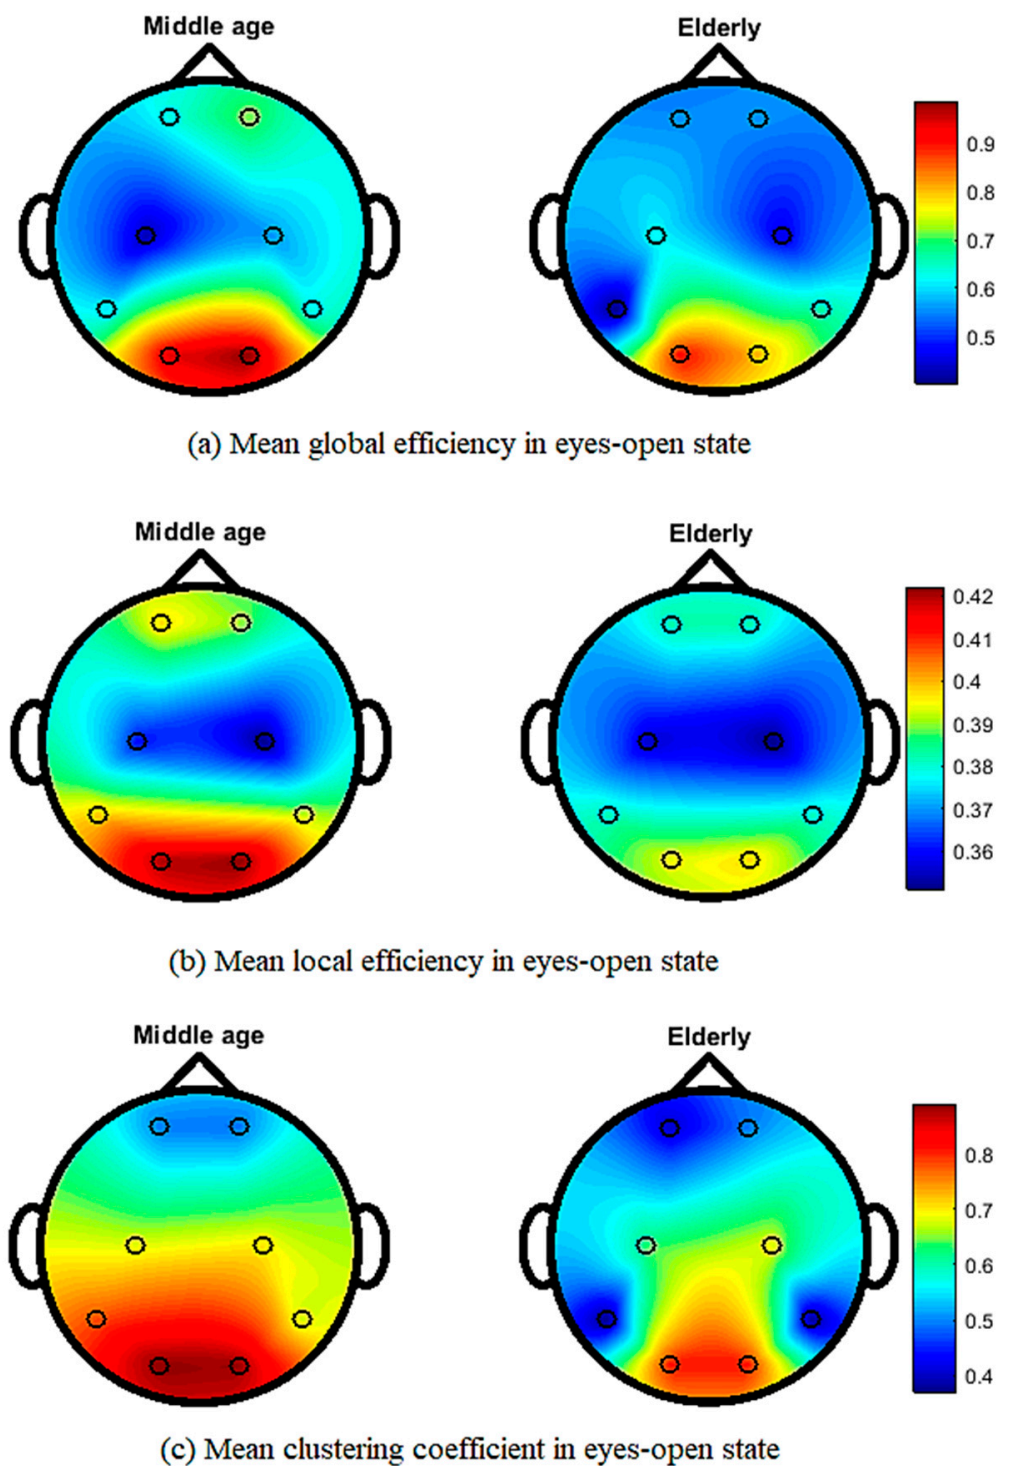 Middle age Elderly
0.9
0.8
0.7
0.6
0.5
(a) Mean global efficiency in eyes-open state
Middle age Elderly
0.42
0.41
0.4
0.39
0.38
0.37
0.36
(b) Mean local efficiency in eyes-open state
Middle age Elderly
0.8
0.7
0.6
0.5
0.4
(c) Mean clustering coefficient in eyes-open state